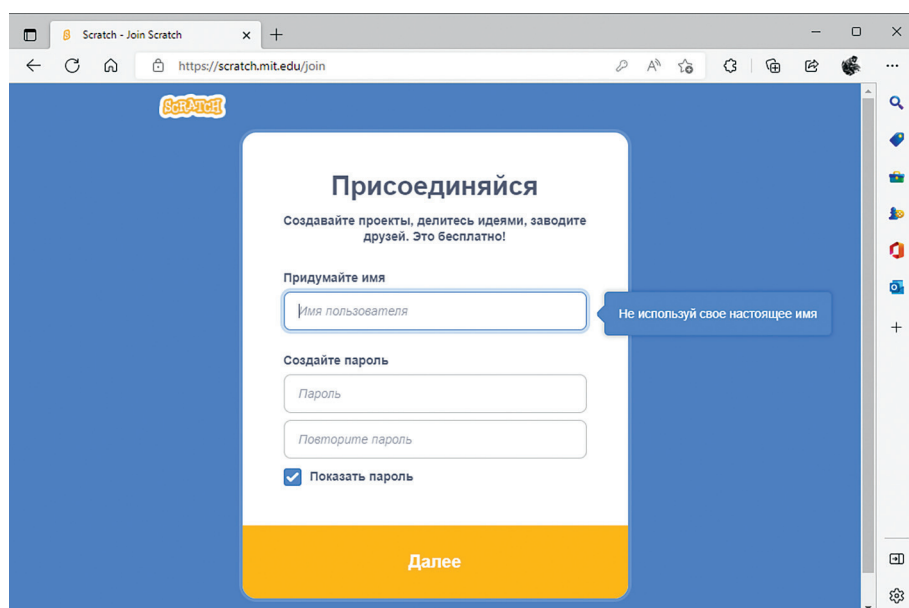 Scratch - Join Scratch
https://scratch.mit.edu/join
SCRATCH
Присоединяйся
Создавайте проекты, делитесь идеями, заводите
друзей. Это бесплатно!
Придумайте имя
Имя пользователя
Не используй свое настоящее имя
Создайте пароль
Пароль
Повторите пароль
Показать пароль
Далее